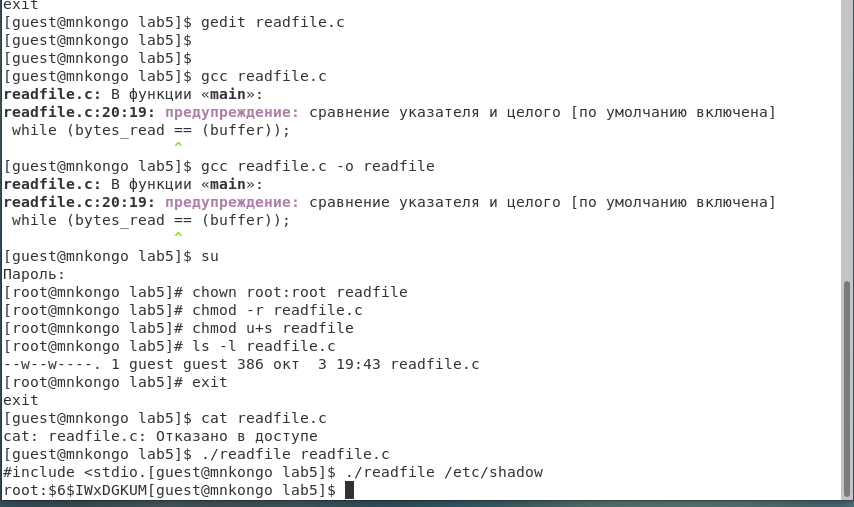 exit
[guest@mnkongo lab5]$ gedit readfile.c
[guest@mnkongo lab5]$
[guest@mnkongo lab5]$
[guest@mnkongo lab5]$ gcc readfile.c
readfile.c: В функции «main»:
readfile.c:20:19: предупреждение: сравнение указателя и целого [по умолчанию включена]
 while (bytes_read == (buffer));
                   ^
[guest@mnkongo lab5]$ gcc readfile.c -o readfile
readfile.c: В функции «main»:
readfile.c:20:19: предупреждение: сравнение указателя и целого [по умолчанию включена]
 while (bytes_read == (buffer));
                   ^
[guest@mnkongo lab5]$ su
Пароль:
[root@mnkongo lab5]# chown root:root readfile
[root@mnkongo lab5]# chmod -r readfile.c
[root@mnkongo lab5]# chmod u+s readfile
[root@mnkongo lab5]# ls -l readfile.c
--w--w----. 1 guest guest 386 окт  3 19:43 readfile.c
[root@mnkongo lab5]# exit
exit
[guest@mnkongo lab5]$ cat readfile.c
cat: readfile.c: Отказано в доступе
[guest@mnkongo lab5]$ ./readfile readfile.c
#include <stdio.[guest@mnkongo lab5]$ ./readfile /etc/shadow
root:$6$IWxDGKUM[guest@mnkongo lab5]$